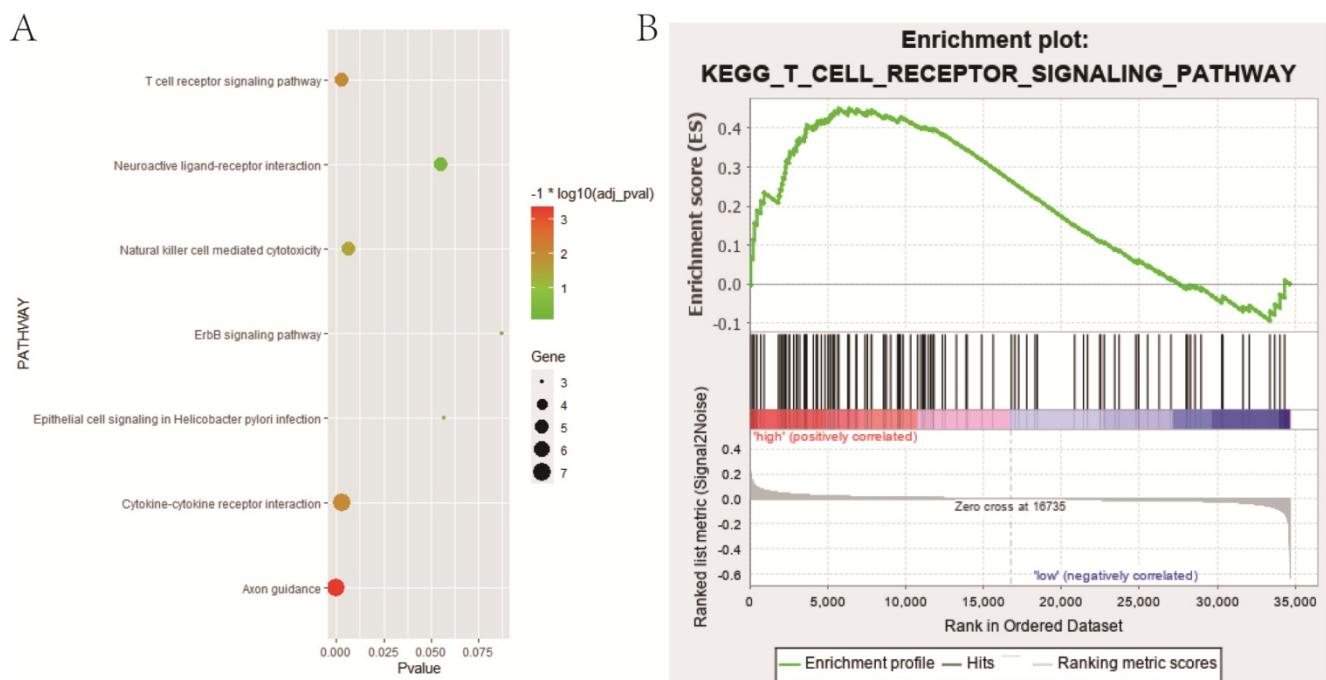 A
T cell receptor signaling pathway
Neuroactive ligand-receptor interaction
Natural killer cell mediated cytotoxicity
ErbB signaling pathway
Epithelial cell signaling in Helicobacter pylori infection
Cytokine-cytokine receptor interaction
Axon guidance
PATHWAY
0.000 0.025 0.050 0.075
Pvalue
-1 * log10(adj_pval)
3
2
1
Gene
3
4
5
6
7
B
Enrichment plot:
KEGG_T_CELL_RECEPTOR_SIGNALING_PATHWAY
Enrichment score (ES)
0.4
0.3
0.2
0.1
0.0
-0.1
'high' (positively correlated)
Ranked list metric (Signal2Noise)
0.4
0.2
0.0
-0.2
-0.4
-0.6
Zero cross at 16735
'low' (negatively correlated)
0 5,000 10,000 15,000 20,000 25,000 30,000 35,000
Rank in Ordered Dataset
Enrichment profile Hits Ranking metric scores